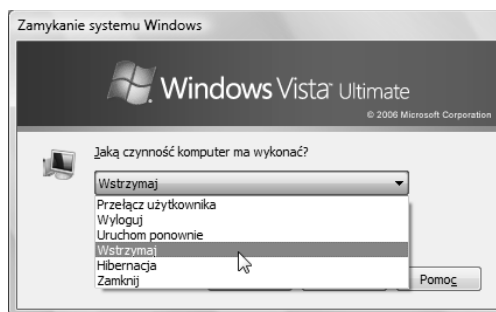 Zamykanie systemu Windows
Windows Vista™ Ultimate
© 2006 Microsoft Corporation
Jaką czynność komputer ma wykonać?
Wstrzymaj
Przełącz użytkownika
Wyloguj
Uruchom ponownie
Wstrzymaj
Hibernacja
Zamknij
Pomoc